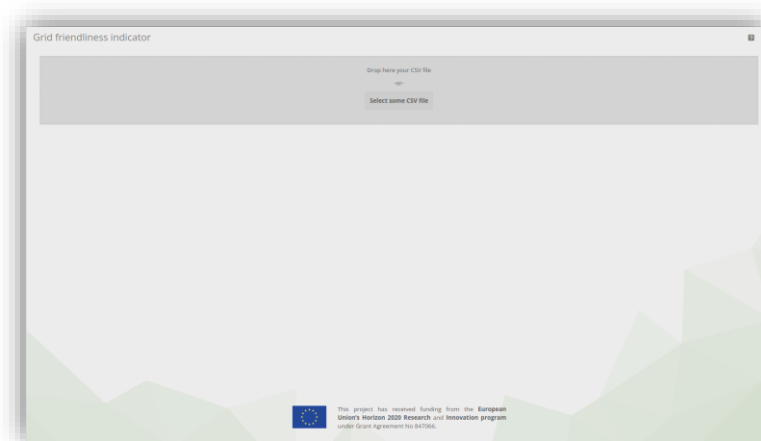 Grid friendliness indicator
?
Drop here your CSV file
Select some CSV file
This project has received funding from the European
Union's Horizon 2020 Research and Innovation program
under Grant Agreement No 847066.